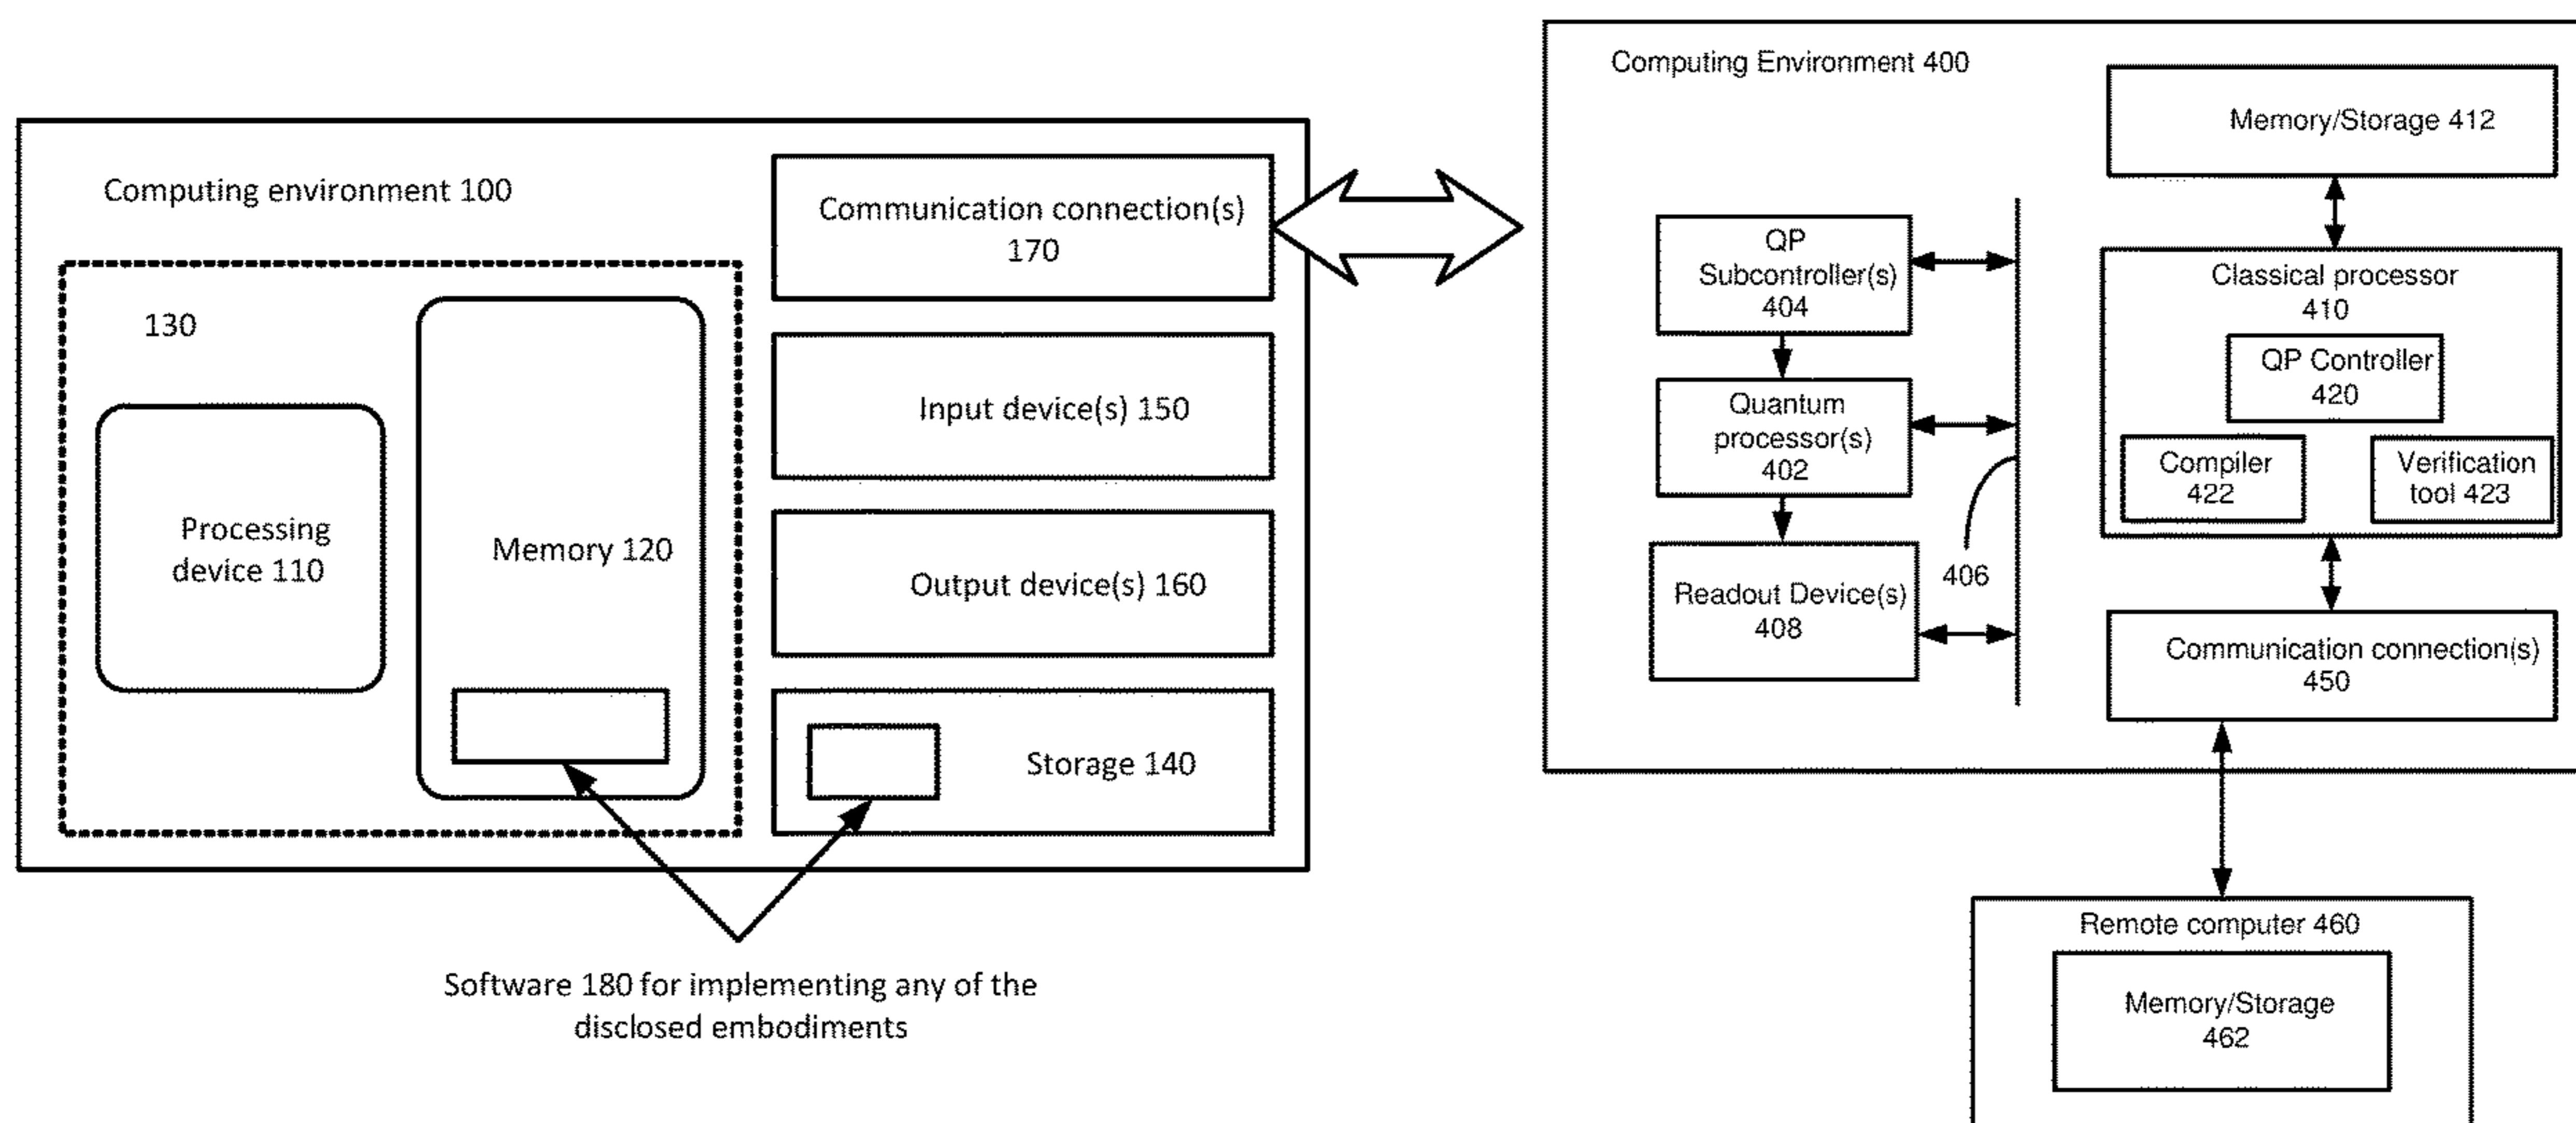 Computing environment 100
130
Processing
device 110
Memory 120
Communication connection(s)
170
Input device(s) 150
Output device(s) 160
Storage 140
Software 180 for implementing any of the
disclosed embodiments
Computing Environment 400
QP
Subcontroller(s)
404
Quantum
processor(s)
402
Readout Device(s)
408
406
Memory/Storage 412
Classical processor
410
QP Controller
420
Compiler
422
Verification
tool 423
Communication connection(s)
450
Remote computer 460
Memory/Storage
462